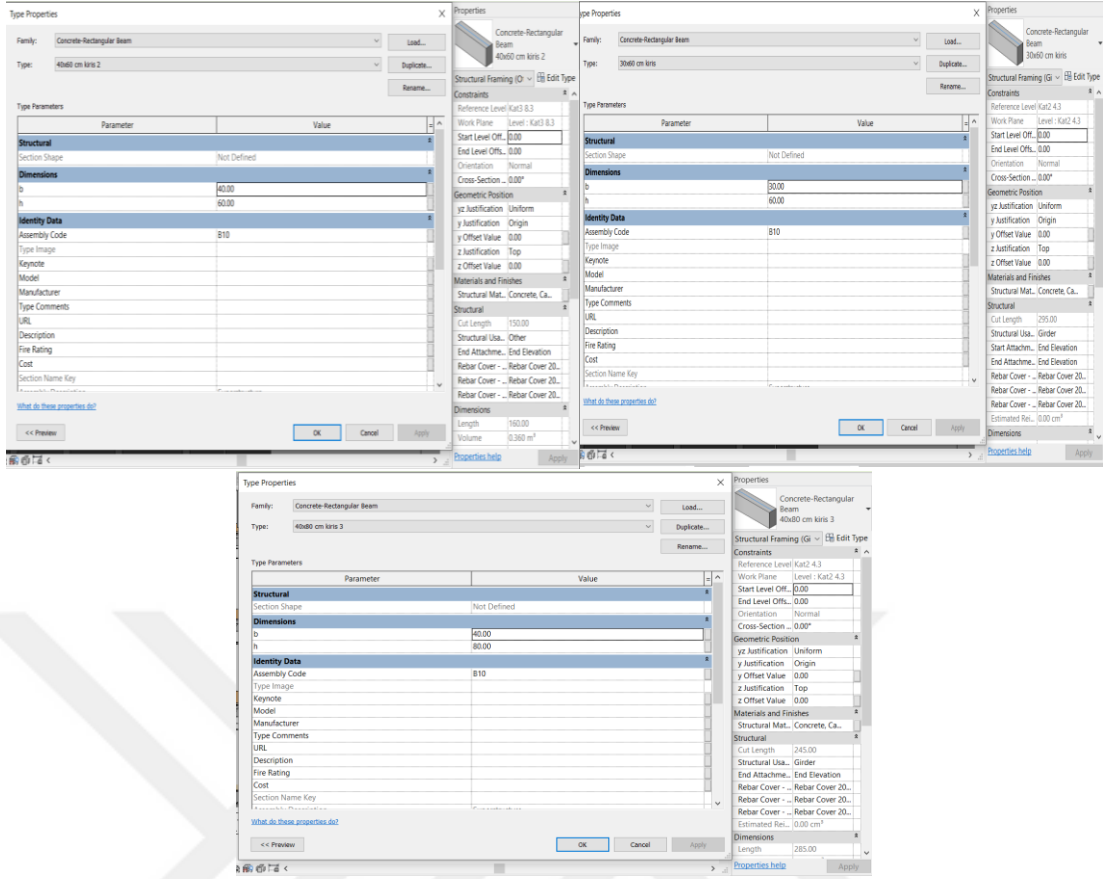 Type Properties
Family: Concrete-Rectangular Beam Load...
Type: 40x60 cm kiris 2 Duplicate...
Rename...
Type Parameters
Parameter Value =
Structural
Section Shape Not Defined
Dimensions
b 40.00
h 60.00
Identity Data
Assembly Code B10
Type Image
Keynote
Model
Manufacturer
Type Comments
URL
Description
Fire Rating
Cost
Section Name Key
What do these properties do?
<< Preview OK Cancel Apply
Properties
Concrete-Rectangular
Beam
40x60 cm kiris 2
Structural Framing (O Edit Type
Constraints
Reference Level Kat3 8.3
Work Plane Level : Kat3 8.3
Start Level Off... 0.00
End Level Offs... 0.00
Orientation Normal
Cross-Section ... 0.00°
Geometric Position
yz Justification Uniform
y Justification Origin
y Offset Value 0.00
z Justification Top
z Offset Value 0.00
Materials and Finishes
Structural Mat... Concrete, Ca...
Structural
Cut Length 150.00
Structural Usa... Other
End Attachme... End Elevation
Rebar Cover - ... Rebar Cover 20...
Rebar Cover - ... Rebar Cover 20...
Rebar Cover - ... Rebar Cover 20...
Dimensions
Length 160.00
Volume 0.360 m³
Properties help Apply
ype Properties
Family: Concrete-Rectangular Beam Load...
Type: 30x60 cm kiris Duplicate...
Rename...
Type Parameters
Parameter Value =
Structural
Section Shape Not Defined
Dimensions
b 30.00
h 60.00
Identity Data
Assembly Code B10
Type Image
Keynote
Model
Manufacturer
Type Comments
URL
Description
Fire Rating
Cost
Section Name Key
What do these properties do?
<< Preview OK Cancel Apply
Properties
Concrete-Rectangular
Beam
30x60 cm kiris
Structural Framing (Gi Edit Type
Constraints
Reference Level Kat2 4.3
Work Plane Level : Kat2 4.3
Start Level Off... 0.00
End Level Offs... 0.00
Orientation Normal
Cross-Section ... 0.00°
Geometric Position
yz Justification Uniform
y Justification Origin
y Offset Value 0.00
z Justification Top
z Offset Value 0.00
Materials and Finishes
Structural Mat... Concrete, Ca...
Structural
Cut Length 295.00
Structural Usa... Girder
Start Attachm... End Elevation
End Attachme... End Elevation
Rebar Cover - ... Rebar Cover 20...
Rebar Cover - ... Rebar Cover 20...
Rebar Cover - ... Rebar Cover 20...
Estimated Rei... 0.00 cm³
Dimensions
Properties help Apply
Type Properties
Family: Concrete-Rectangular Beam Load...
Type: 40x80 cm kiris 3 Duplicate...
Rename...
Type Parameters
Parameter Value =
Structural
Section Shape Not Defined
Dimensions
b 40.00
h 80.00
Identity Data
Assembly Code B10
Type Image
Keynote
Model
Manufacturer
Type Comments
URL
Description
Fire Rating
Cost
Section Name Key
What do these properties do?
<< Preview OK Cancel Apply
Properties
Concrete-Rectangular
Beam
40x80 cm kiris 3
Structural Framing (Gi Edit Type
Constraints
Reference Level Kat2 4.3
Work Plane Level : Kat2 4.3
Start Level Off... 0.00
End Level Offs... 0.00
Orientation Normal
Cross-Section ... 0.00°
Geometric Position
yz Justification Uniform
y Justification Origin
y Offset Value 0.00
z Justification Top
z Offset Value 0.00
Materials and Finishes
Structural Mat... Concrete, Ca...
Structural
Cut Length 245.00
Structural Usa... Girder
End Attachme... End Elevation
Rebar Cover - ... Rebar Cover 20...
Rebar Cover - ... Rebar Cover 20...
Rebar Cover - ... Rebar Cover 20...
Estimated Rei... 0.00 cm³
Dimensions
Length 285.00
Properties help Apply